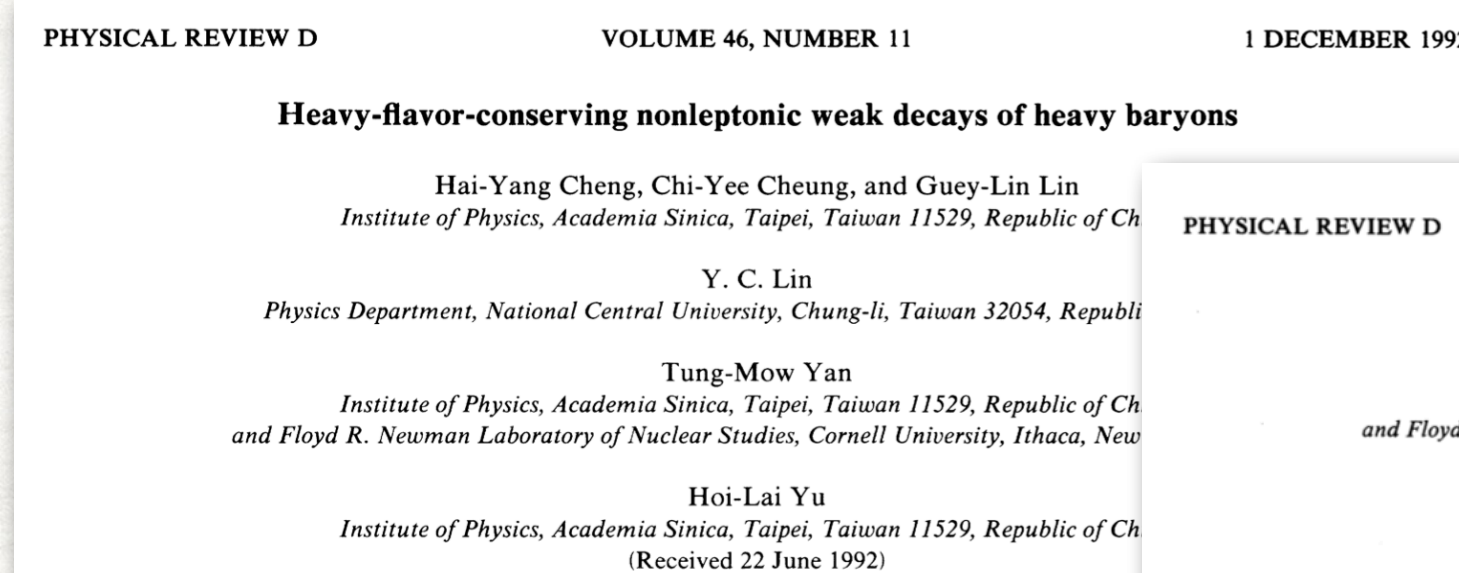 PHYSICAL REVIEW D VOLUME 46, NUMBER 11 1 DECEMBER 199
Heavy-flavor-conserving nonleptonic weak decays of heavy baryons
Hai-Yang Cheng, Chi-Yee Cheung, and Guey-Lin Lin
Institute of Physics, Academia Sinica, Taipei, Taiwan 11529, Republic of Ch
Y. C. Lin
Physics Department, National Central University, Chung-li, Taiwan 32054, Republi
Tung-Mow Yan
Institute of Physics, Academia Sinica, Taipei, Taiwan 11529, Republic of Ch
and Floyd R. Newman Laboratory of Nuclear Studies, Cornell University, Ithaca, New
Hoi-Lai Yu
Institute of Physics, Academia Sinica, Taipei, Taiwan 11529, Republic of Ch
(Received 22 June 1992)
PHYSICAL REVIEW D
and Floyd